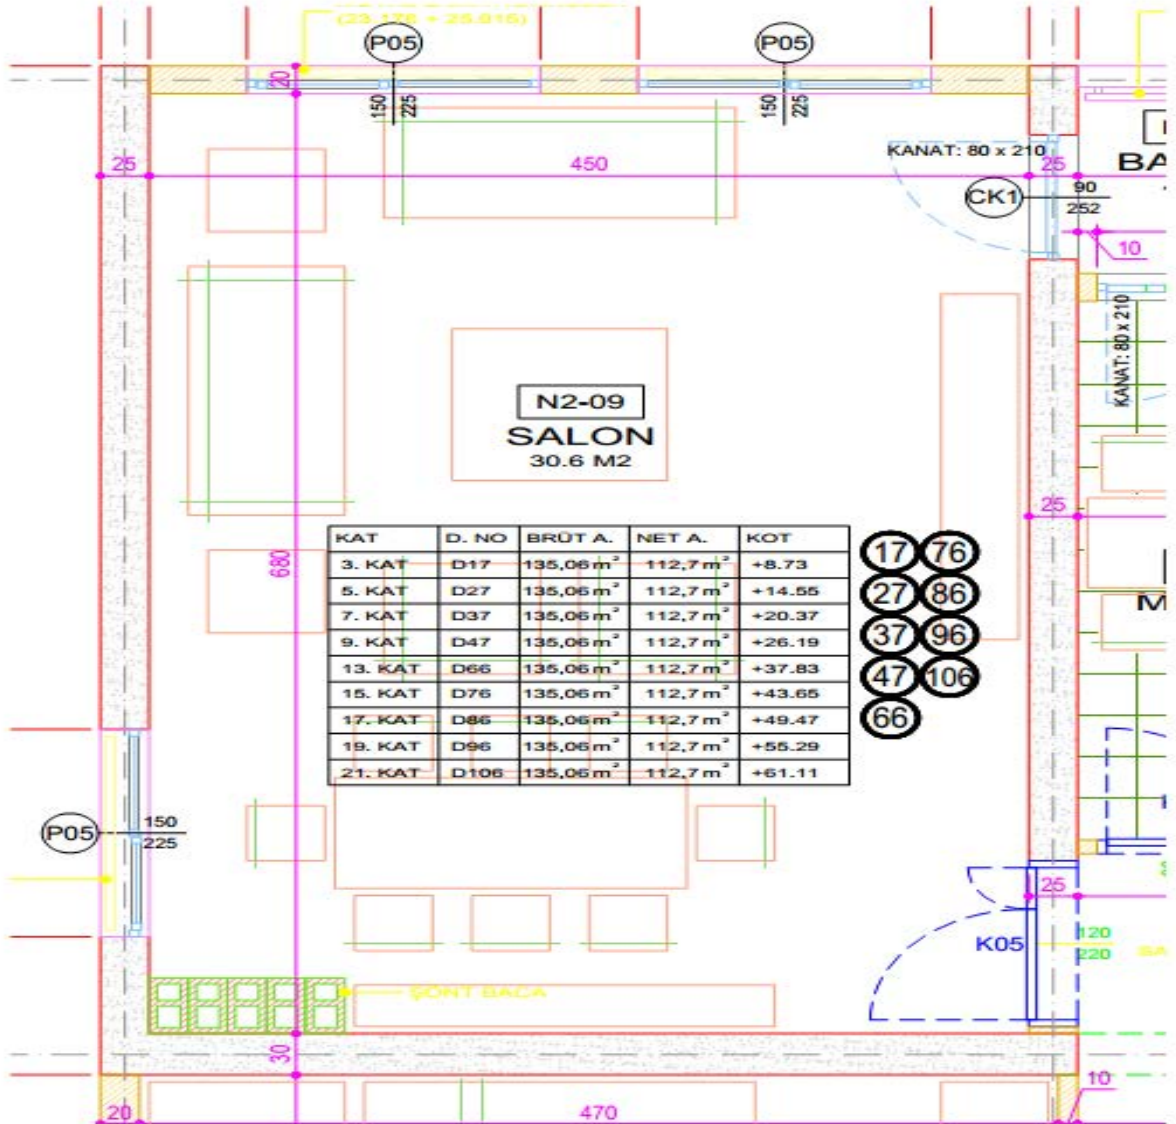 (23.176 + 25.915)
P05
P05
20
150
225
150
225
KANAT: 80 x 210
25
450
25
BA
CK1
90
252
10
KANAT: 80 x 210
N2-09
SALON
30.6 M2
25
680
KAT D. NO BRÜT A. NET A. KOT
3. KAT D17 135,06 m² 112,7 m² +8.73
5. KAT D27 135,06 m² 112,7 m² +14.55
7. KAT D37 135,06 m² 112,7 m² +20.37
9. KAT D47 135,06 m² 112,7 m² +26.19
13. KAT D66 135,06 m² 112,7 m² +37.83
15. KAT D76 135,06 m² 112,7 m² +43.65
17. KAT D86 135,06 m² 112,7 m² +49.47
19. KAT D96 135,06 m² 112,7 m² +55.29
21. KAT D106 135,06 m² 112,7 m² +61.11
17 76
27 86
37 96
47 106
66
M
P05
150
225
25
K05
120
220
ŞÖNT BACA
30
10
20
470